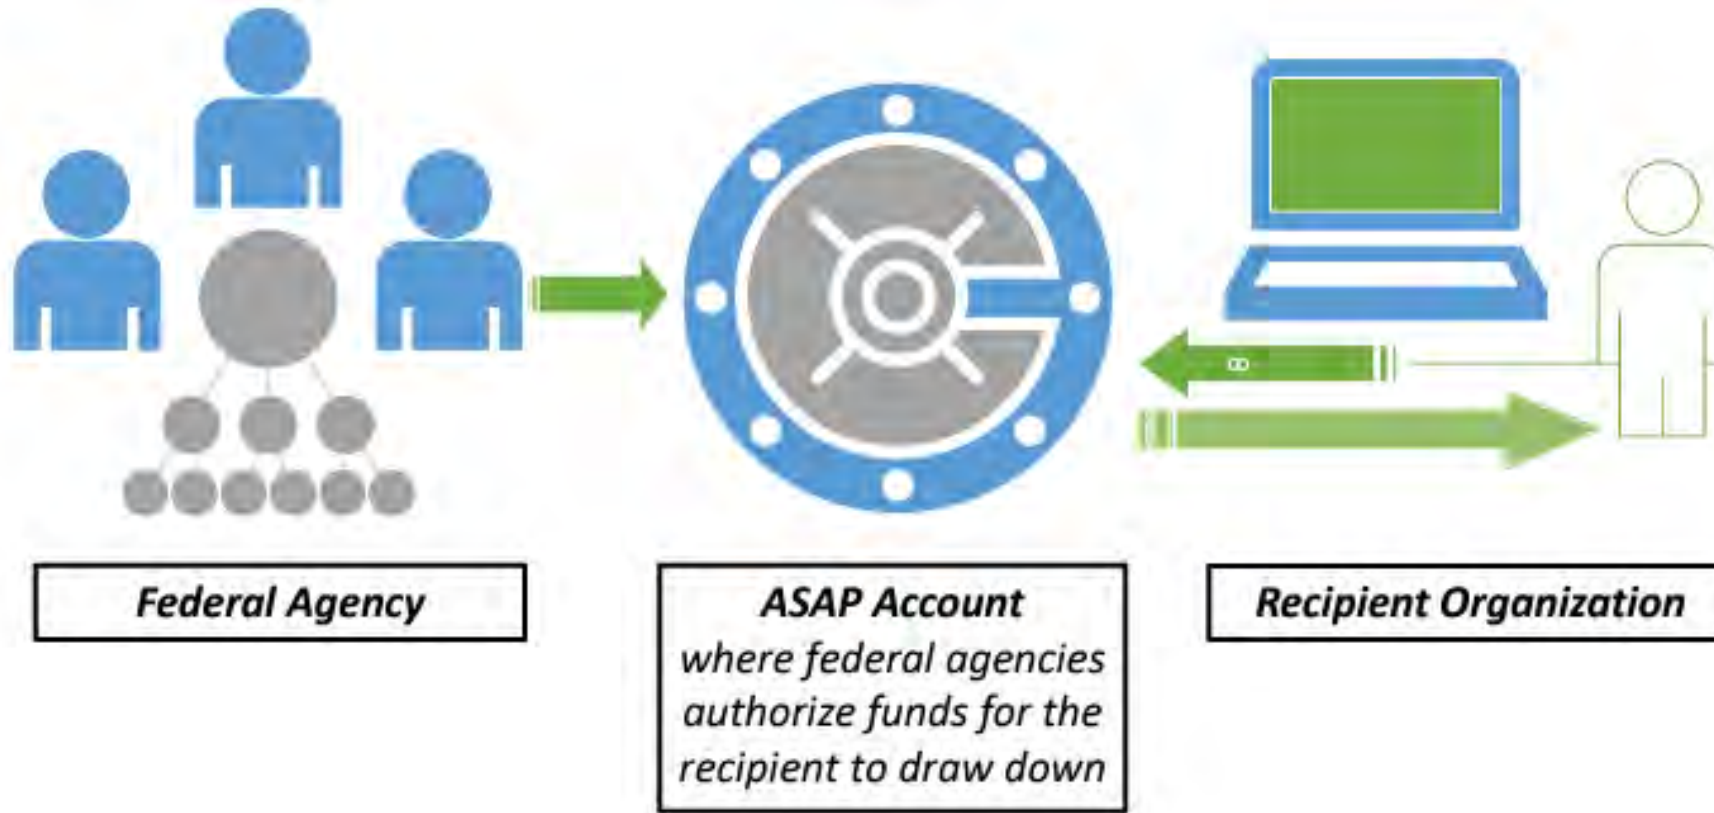 Federal Agency
ASAP Account
where federal agencies
authorize funds for the
recipient to draw down
Recipient Organization